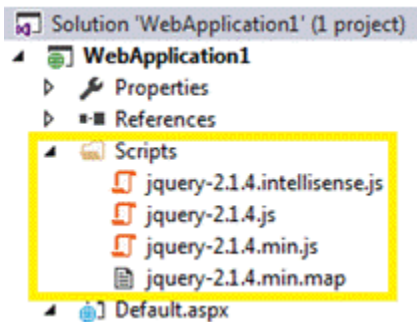 Solution 'WebApplication1' (1 project)
WebApplication1
Properties
References
Scripts
jquery-2.1.4.intellisense.js
jquery-2.1.4.js
jquery-2.1.4.min.js
jquery-2.1.4.min.map
Default.aspx